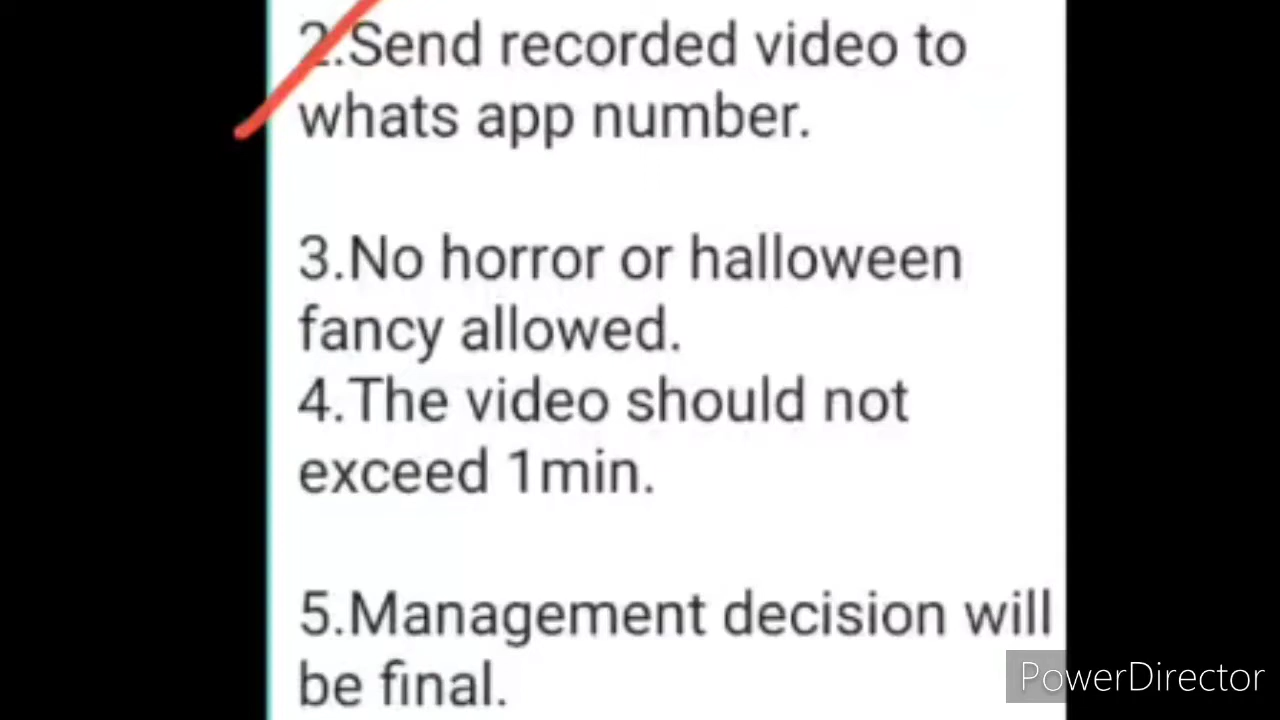 2.Send recorded video to
whats app number.
3.No horror or halloween
fancy allowed.
4.The video should not
exceed 1min.
5.Management decision will
be final.
PowerDirector